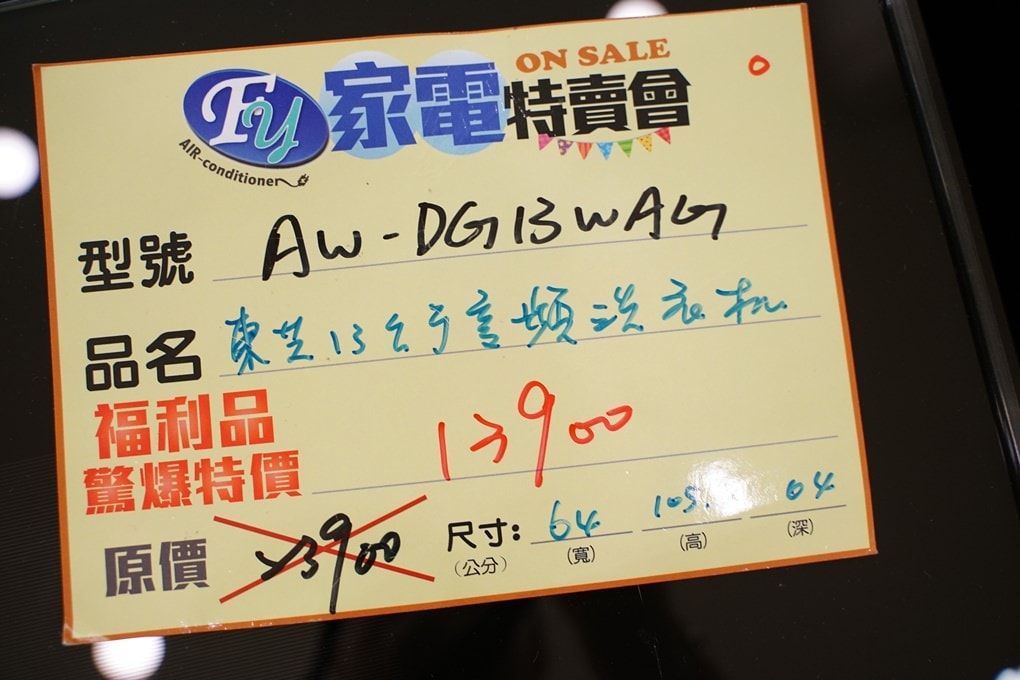 ON SALE
FY 家電特賣會
AIR-conditioner
型號 AW-DG13WAG
品名 東芝13公斤变頻洗衣机
福利品
驚爆特價 13900
原價 23900 尺寸: 64 105. 64
(公分) (寬) (高) (深)